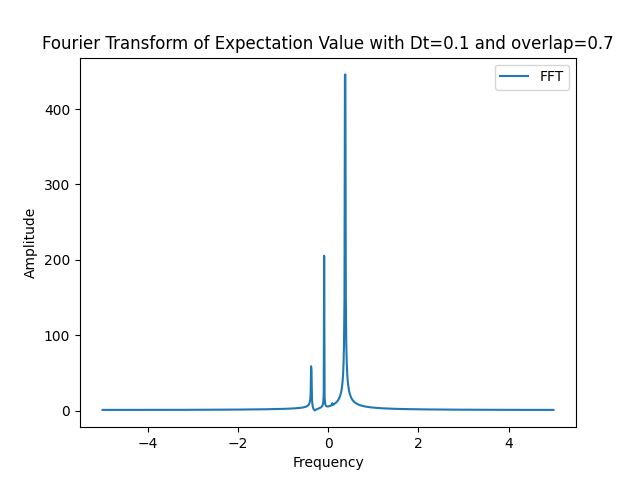 Fourier Transform of Expectation Value with Dt=0.1 and overlap=0.7
FFT
400
300
200
100
0
Amplitude
−4 −2 0 2 4
Frequency